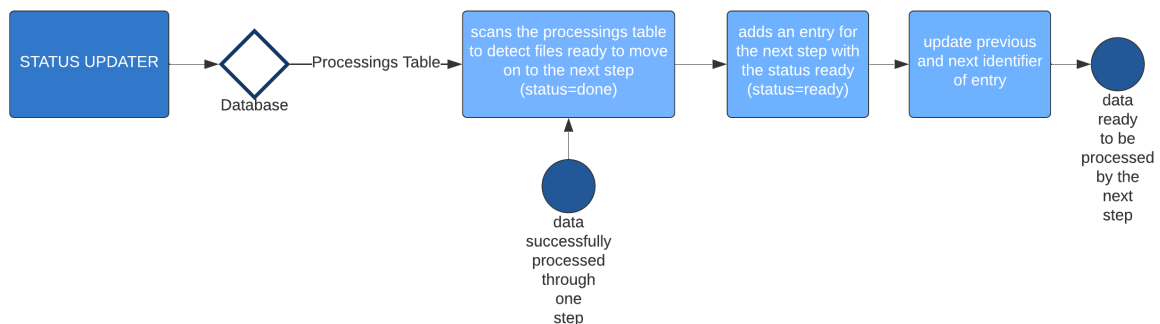 STATUS UPDATER
Database
Processings Table
scans the processings table
to detect files ready to move
on to the next step
(status=done)
adds an entry for
the next step with
the status ready
(status=ready)
update previous
and next identifier
of entry
data
ready
to be
processed
by the
next
step
data
successfully
processed
through
one
step